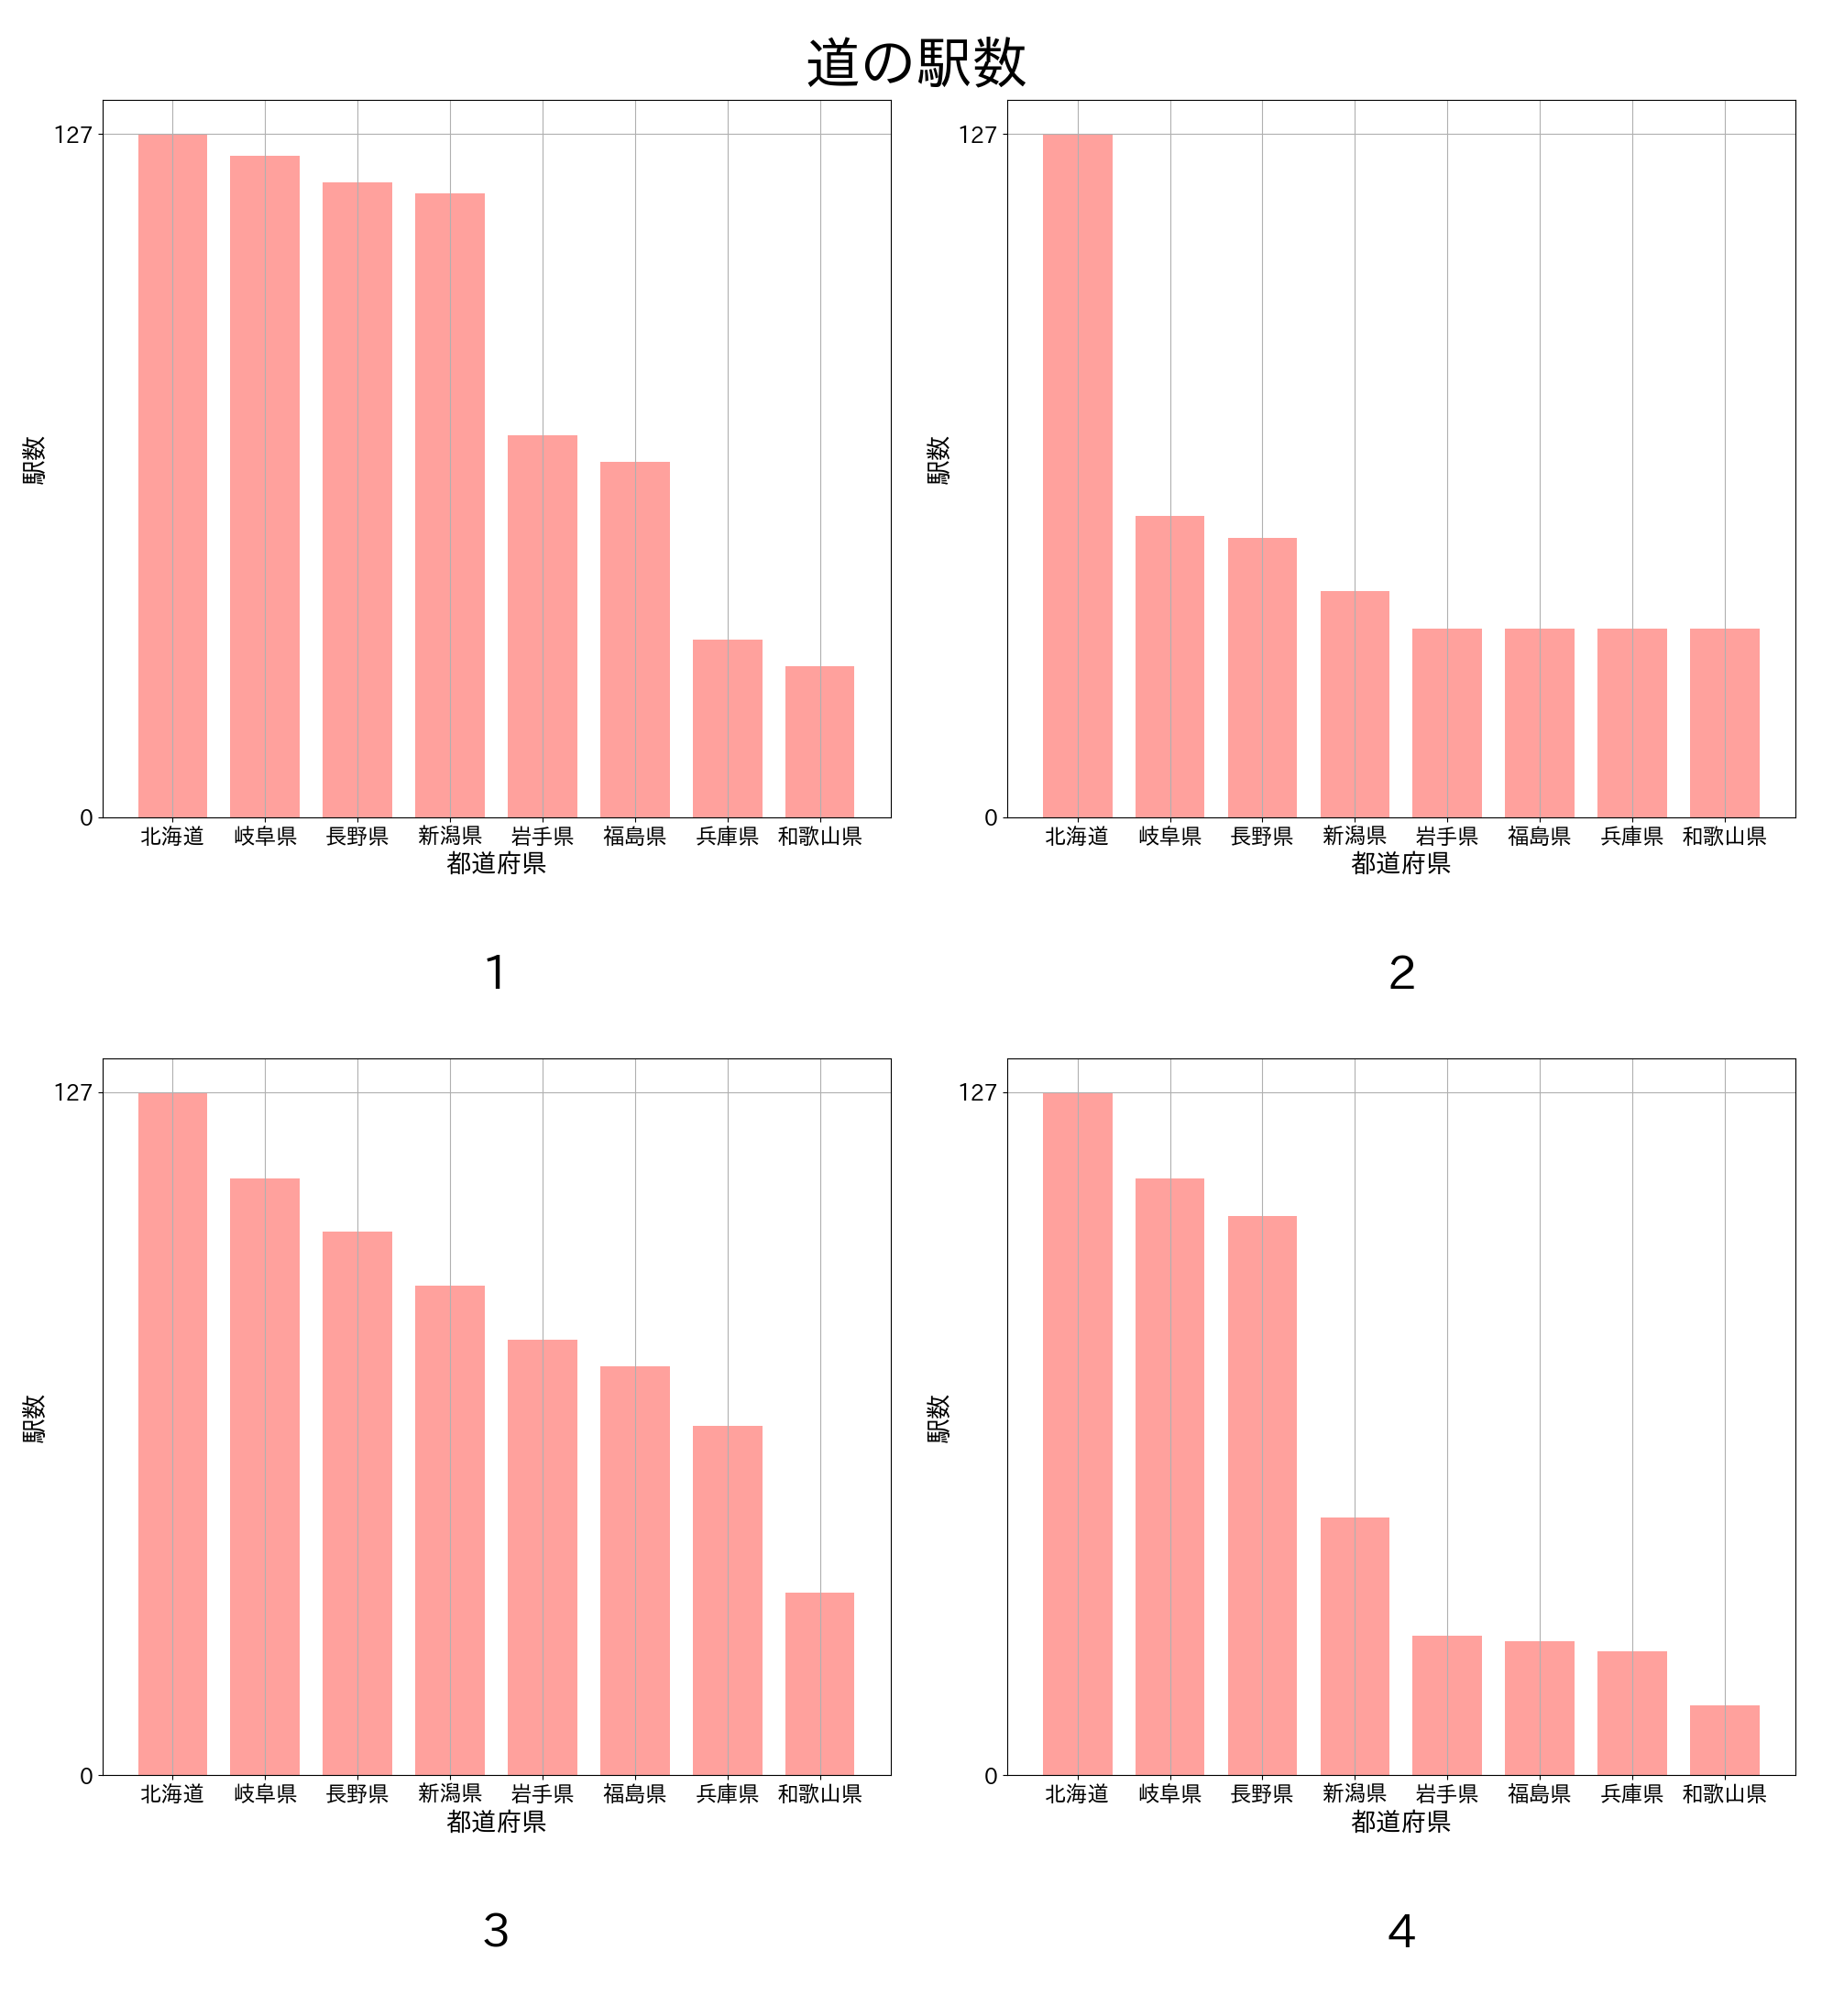 道の駅数
127
駅数
0
北海道 岐阜県 長野県 新潟県 岩手県 福島県 兵庫県 和歌山県
都道府県
1
127
駅数
0
北海道 岐阜県 長野県 新潟県 岩手県 福島県 兵庫県 和歌山県
都道府県
2
127
駅数
0
北海道 岐阜県 長野県 新潟県 岩手県 福島県 兵庫県 和歌山県
都道府県
3
127
駅数
0
北海道 岐阜県 長野県 新潟県 岩手県 福島県 兵庫県 和歌山県
都道府県
4